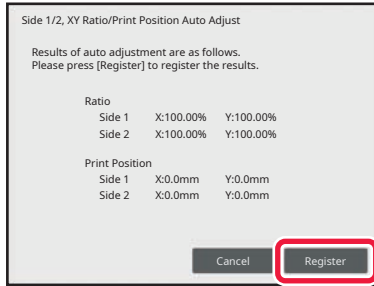 Side 1/2, XY Ratio/Print Position Auto Adjust
Results of auto adjustment are as follows.
Please press [Register] to register the results.
Ratio
Side 1 X:100.00% Y:100.00%
Side 2 X:100.00% Y:100.00%
Print Position
Side 1 X:0.0mm Y:0.0mm
Side 2 X:0.0mm Y:0.0mm
Cancel Register